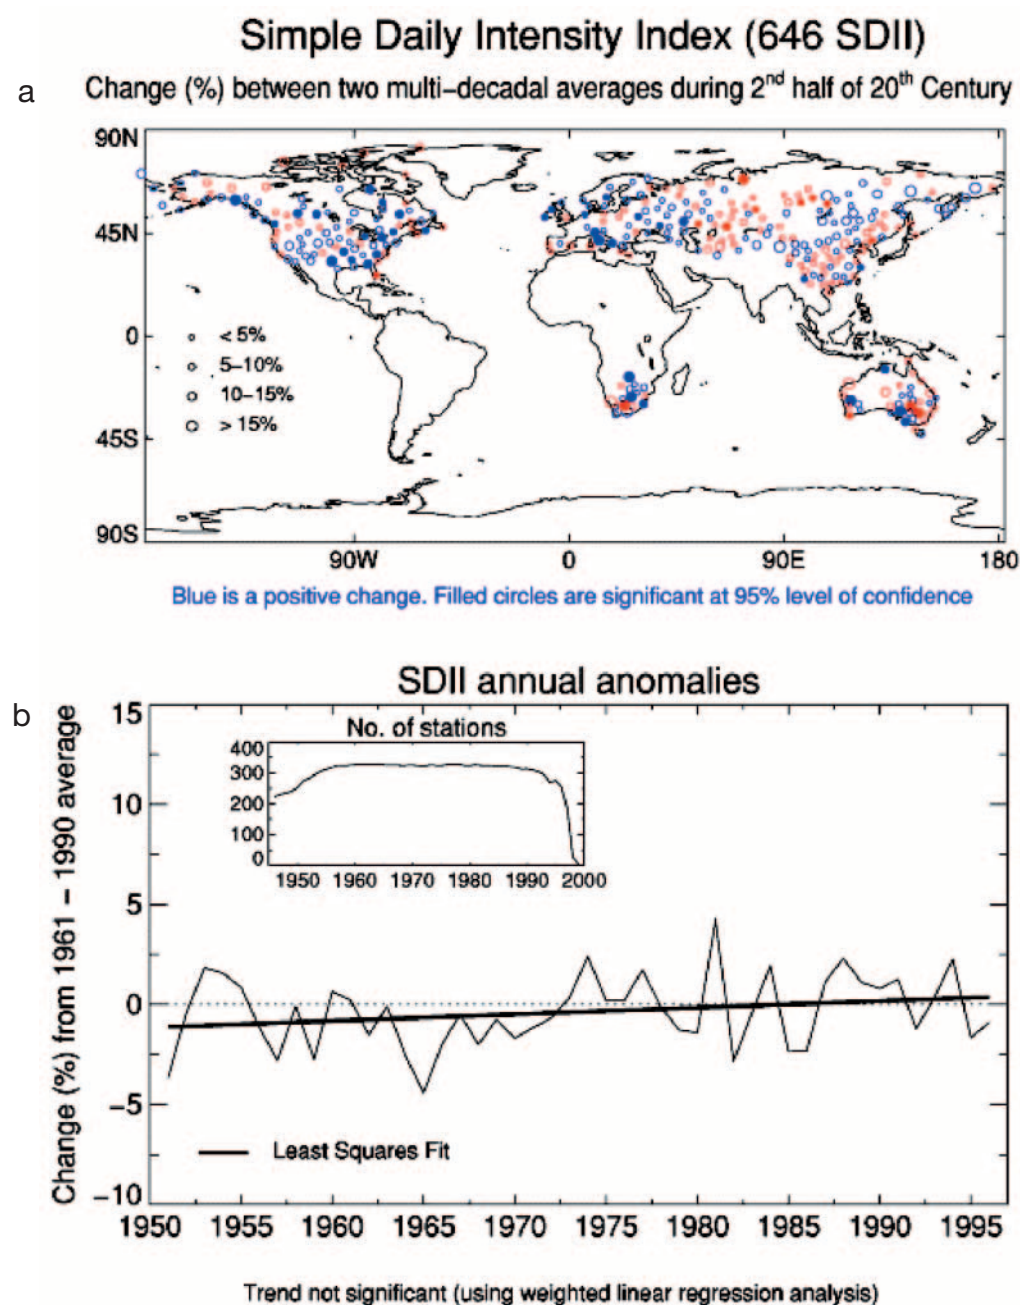 Simple Daily Intensity Index (646 SDII)
a
Change (%) between two multi-decadal averages during 2nd half of 20th Century
90N
45N
0
45S
90S
< 5%
5-10%
10-15%
> 15%
90W 0 90E 180
Blue is a positive change. Filled circles are significant at 95% level of confidence
SDII annual anomalies
b
Change (%) from 1961 - 1990 average
15
10
5
0
-5
-10
No. of stations
400
300
200
100
0
1950 1960 1970 1980 1990 2000
Least Squares Fit
1950 1955 1960 1965 1970 1975 1980 1985 1990 1995
Trend not significant (using weighted linear regression analysis)